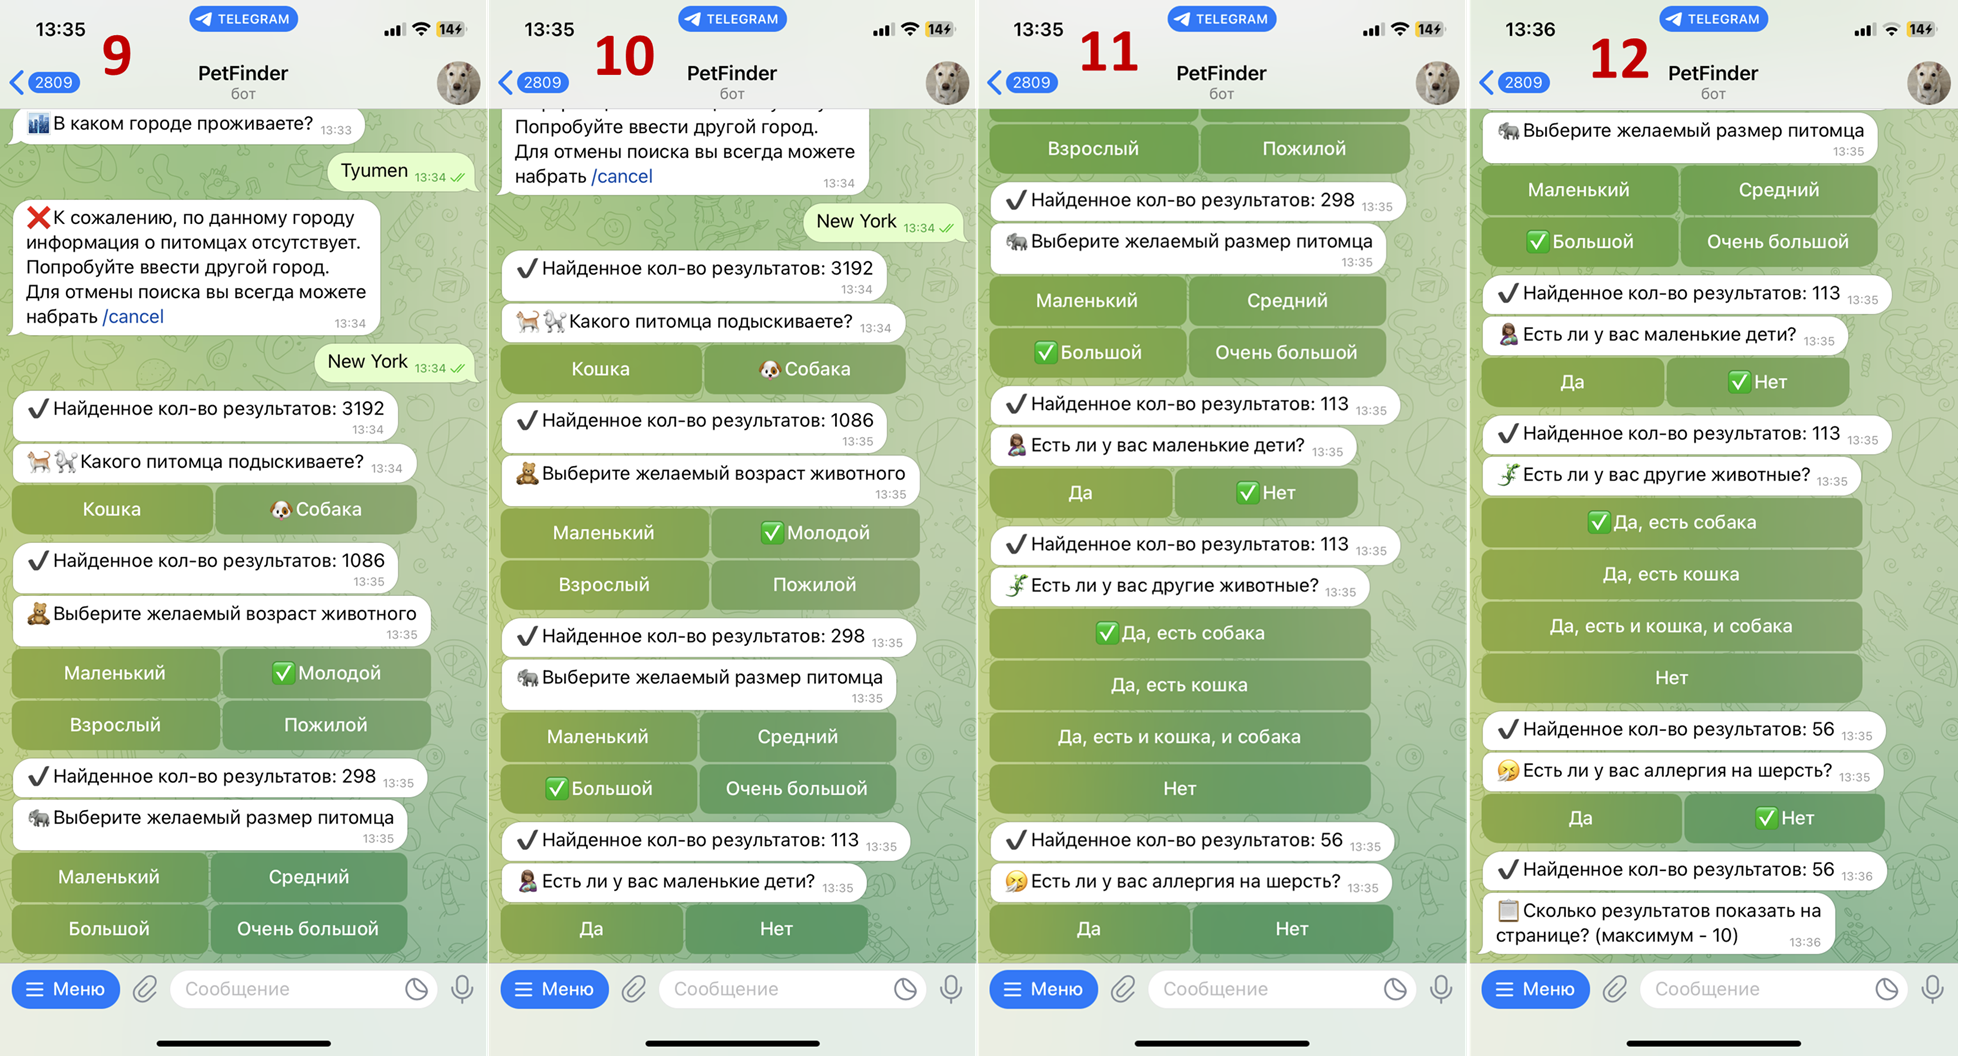 13:35
TELEGRAM
14
9
2809
PetFinder
бот
В каком городе проживаете? 13:33
Tyumen 13:34
К сожалению, по данному городу
информация о питомцах отсутствует.
Попробуйте ввести другой город.
Для отмены поиска вы всегда можете
набрать /cancel 13:34
New York 13:34
Найденное кол-во результатов: 3192
13:34
Какого питомца подыскиваете? 13:34
Кошка Собака
Найденное кол-во результатов: 1086
13:35
Выберите желаемый возраст животного
13:35
Маленький Молодой
Взрослый Пожилой
Найденное кол-во результатов: 298 13:35
Выберите желаемый размер питомца
13:35
Маленький Средний
Большой Очень большой
Меню Сообщение
13:35
TELEGRAM
14
10
2809
PetFinder
бот
Попробуйте ввести другой город.
Для отмены поиска вы всегда можете
набрать /cancel 13:34
New York 13:34
Найденное кол-во результатов: 3192
13:34
Какого питомца подыскиваете? 13:34
Кошка Собака
Найденное кол-во результатов: 1086
13:35
Выберите желаемый возраст животного
13:35
Маленький Молодой
Взрослый Пожилой
Найденное кол-во результатов: 298 13:35
Выберите желаемый размер питомца
13:35
Маленький Средний
Большой Очень большой
Найденное кол-во результатов: 113 13:35
Есть ли у вас маленькие дети? 13:35
Да Нет
Меню Сообщение
13:35
TELEGRAM
14
11
2809
PetFinder
бот
Взрослый Пожилой
Найденное кол-во результатов: 298 13:35
Выберите желаемый размер питомца
13:35
Маленький Средний
Большой Очень большой
Найденное кол-во результатов: 113 13:35
Есть ли у вас маленькие дети? 13:35
Да Нет
Найденное кол-во результатов: 113 13:35
Есть ли у вас другие животные? 13:35
Да, есть собака
Да, есть кошка
Да, есть и кошка, и собака
Нет
Найденное кол-во результатов: 56 13:35
Есть ли у вас аллергия на шерсть? 13:35
Да Нет
Меню Сообщение
13:36
TELEGRAM
14
12
2809
PetFinder
бот
Выберите желаемый размер питомца
13:35
Маленький Средний
Большой Очень большой
Найденное кол-во результатов: 113 13:35
Есть ли у вас маленькие дети? 13:35
Да Нет
Найденное кол-во результатов: 113 13:35
Есть ли у вас другие животные? 13:35
Да, есть собака
Да, есть кошка
Да, есть и кошка, и собака
Нет
Найденное кол-во результатов: 56 13:35
Есть ли у вас аллергия на шерсть? 13:35
Да Нет
Найденное кол-во результатов: 56 13:36
Сколько результатов показать на
странице? (максимум - 10) 13:36
Меню Сообщение